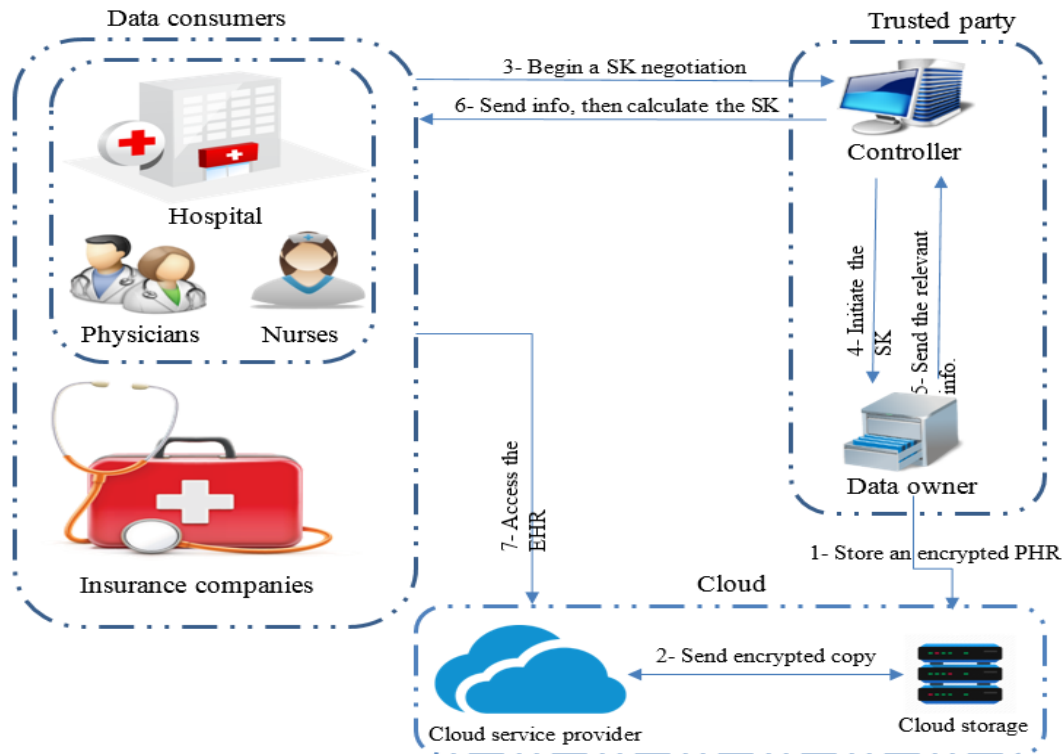 Data consumers
Trusted party
3- Begin a SK negotiation
6- Send info, then calculate the SK
Controller
Hospital
Physicians
Nurses
4- Initiate the
SK
5- Send the relevant
info.
Data owner
7- Access the
EHR
1- Store an encrypted PHR
Insurance companies
Cloud
2- Send encrypted copy
Cloud service provider
Cloud storage